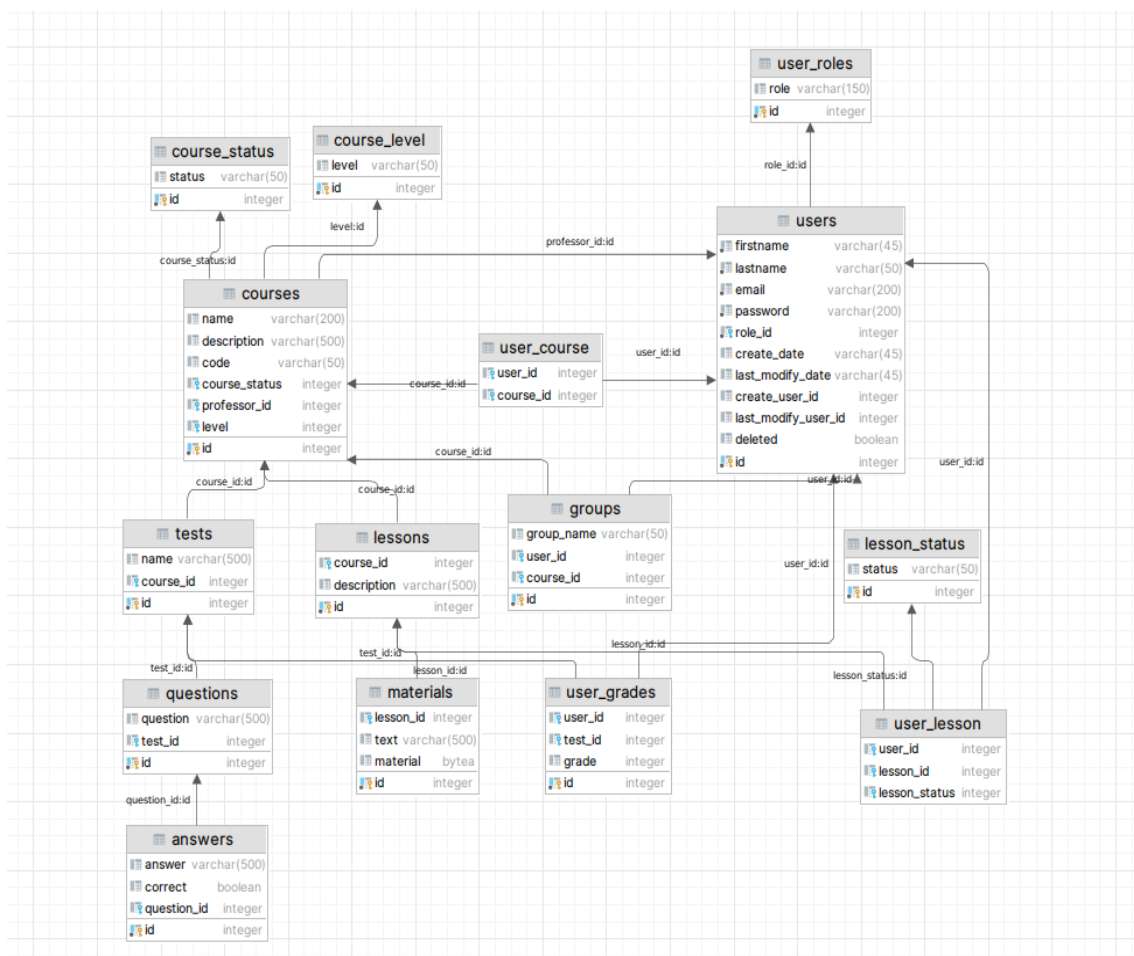 user_roles
role varchar(150)
id integer
role_id:id
course_status
status varchar(50)
id integer
course_level
level varchar(50)
id integer
level:id
course_status:id
professor_id:id
users
firstname varchar(45)
lastname varchar(50)
email varchar(200)
password varchar(200)
role_id integer
create_date varchar(45)
last_modify_date varchar(45)
create_user_id integer
last_modify_user_id integer
deleted boolean
id integer
courses
name varchar(200)
description varchar(500)
code varchar(50)
course_status integer
professor_id integer
level integer
id integer
user_course
user_id integer
course_id integer
course_id:id
user_id:id
course_id:id
course_id:id
course_id:id
user_id:id
user_id:id
tests
name varchar(500)
course_id integer
id integer
lessons
course_id integer
description varchar(500)
id integer
groups
group_name varchar(50)
user_id integer
course_id integer
id integer
lesson_status
status varchar(50)
id integer
user_id:id
test_id:id
test_id:id
lesson_id:id
lesson_id:id
lesson_status:id
questions
question varchar(500)
test_id integer
id integer
materials
lesson_id integer
text varchar(500)
material bytea
id integer
user_grades
user_id integer
test_id integer
grade integer
id integer
user_lesson
user_id integer
lesson_id integer
lesson_status integer
question_id:id
answers
answer varchar(500)
correct boolean
question_id integer
id integer